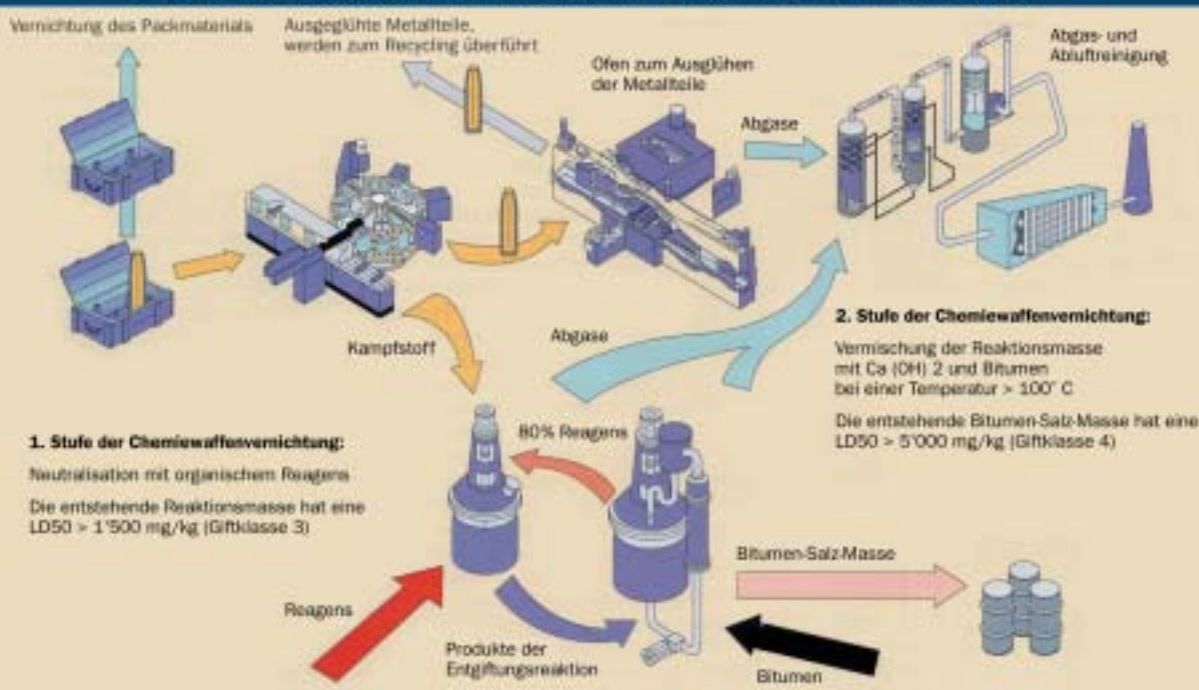 Vernichtung des Packmaterials
Ausgeglühte Metallteile,
werden zum Recycling überführt
Ofen zum Ausglühen
der Metallteile
Abgase
Abgas- und
Abluftreinigung
Kampfstoff
Abgase
2. Stufe der Chemiewaffenvernichtung:
Vermischung der Reaktionsmasse
mit Ca (OH) 2 und Bitumen
bei einer Temperatur > 100° C
Die entstehende Bitumen-Salz-Masse hat eine
LD50 > 5'000 mg/kg (Giftklasse 4)
1. Stufe der Chemiewaffenvernichtung:
Neutralisation mit organischem Reagens
Die entstehende Reaktionsmasse hat eine
LD50 > 1'500 mg/kg (Giftklasse 3)
80% Reagens
Bitumen-Salz-Masse
Reagens
Produkte der
Entgiftungsreaktion
Bitumen